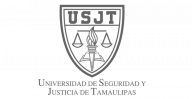 USJT
UNIVERSIDAD DE SEGURIDAD Y
JUSTICIA DE TAMAULIPAS